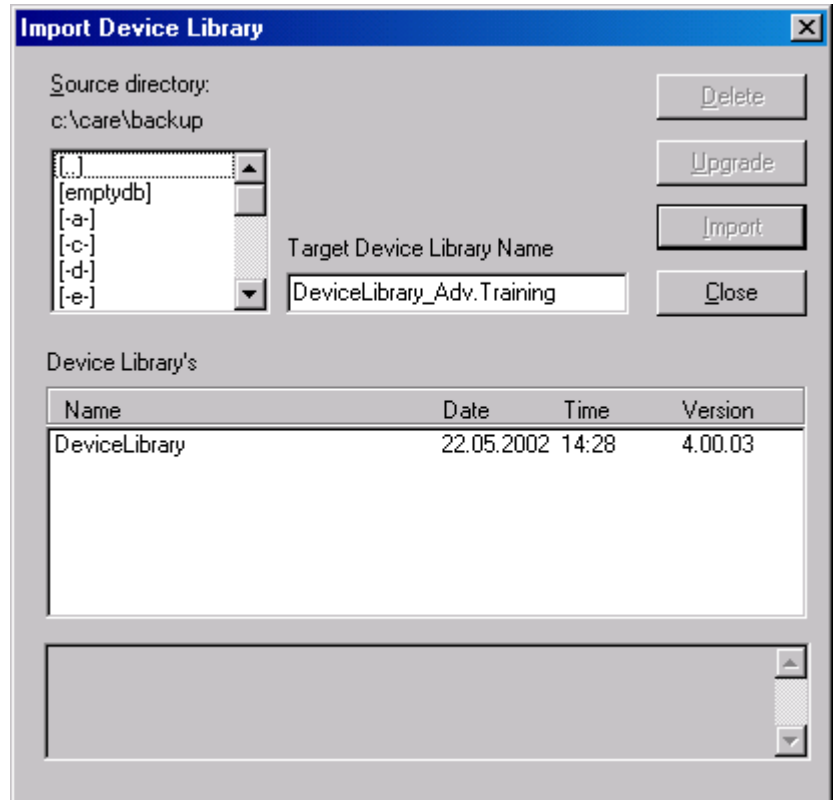 Import Device Library
Source directory:
c:\care\backup
[..]
[emptydb]
[-a-]
[-c-]
[-d-]
[-e-]
Target Device Library Name
DeviceLibrary_Adv.Training
Delete
Upgrade
Import
Close
Device Library's
Name Date Time Version
DeviceLibrary 22.05.2002 14:28 4.00.03